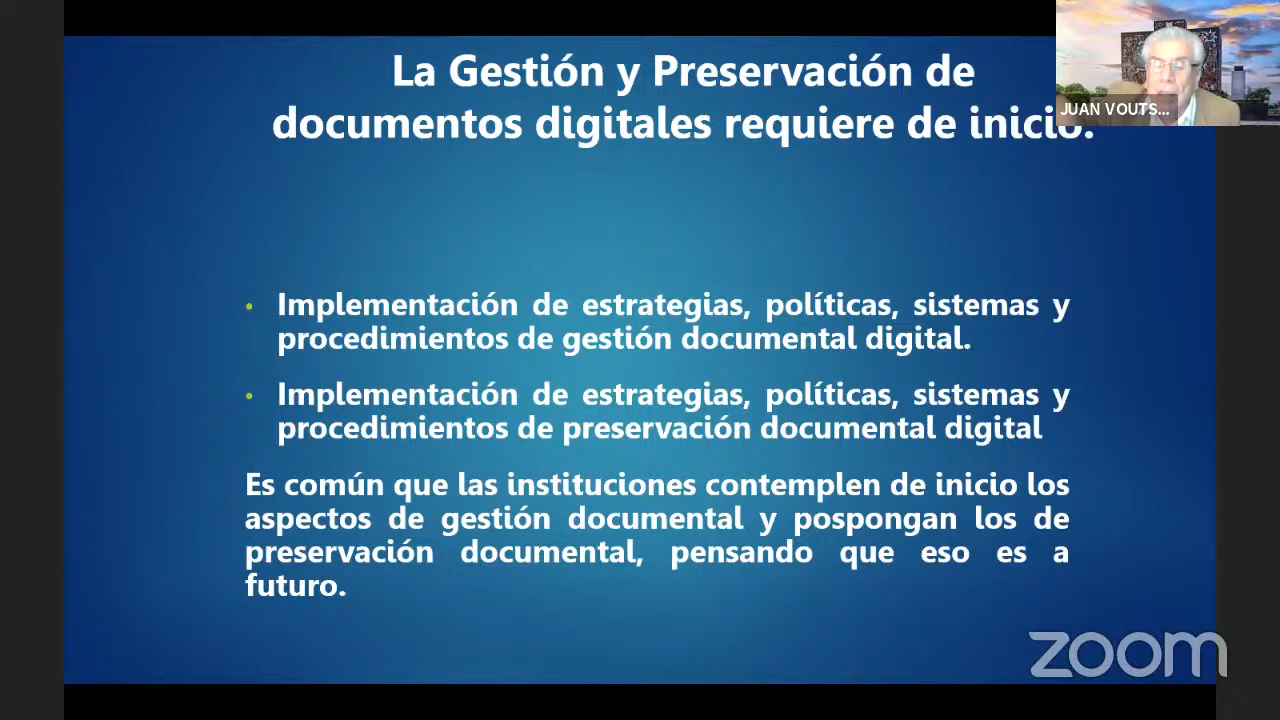 La Gestión y Preservación de
documentos digitales requiere de inicio:
JUAN VOUTS...
• Implementación de estrategias, políticas, sistemas y
procedimientos de gestión documental digital.
• Implementación de estrategias, políticas, sistemas y
procedimientos de preservación documental digital
Es común que las instituciones contemplen de inicio los
aspectos de gestión documental y pospongan los de
preservación documental, pensando que eso es a
futuro.
zoom